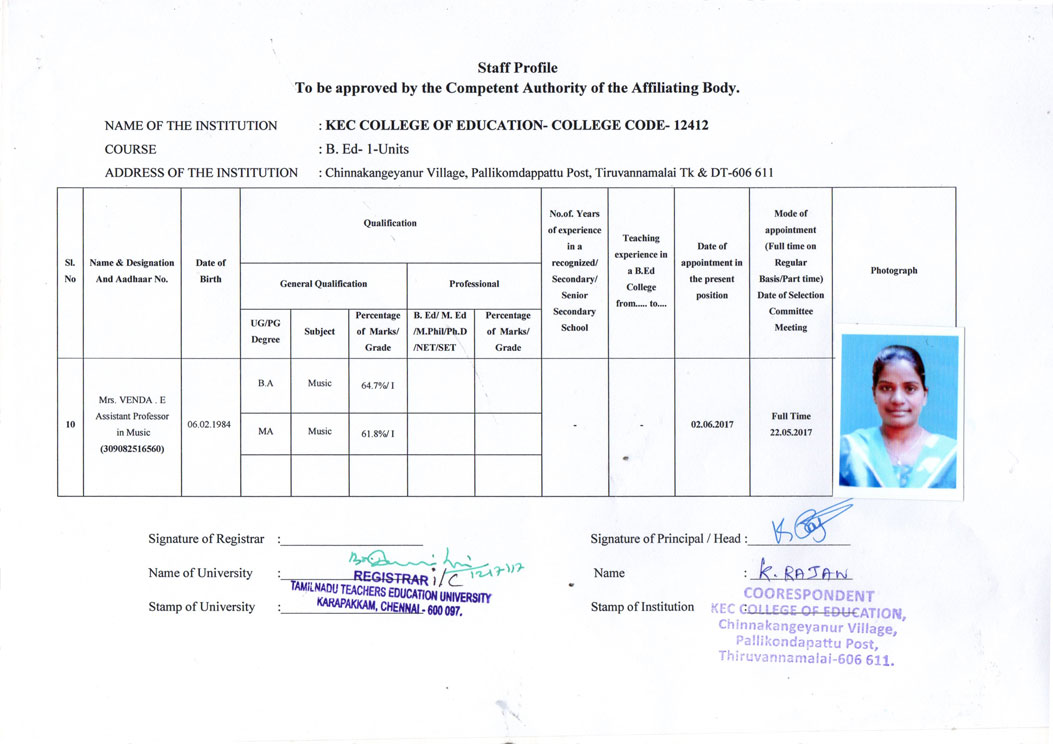 Staff Profile
To be approved by the Competent Authority of the Affiliating Body.
NAME OF THE INSTITUTION : KEC COLLEGE OF EDUCATION- COLLEGE CODE- 12412
COURSE : B. Ed- 1-Units
ADDRESS OF THE INSTITUTION : Chinnakangeyanur Village, Pallikomdappattu Post, Tiruvannamalai Tk & DT-606 611
Sl.
No
Name & Designation
And Aadhaar No.
Date of
Birth
Qualification
General Qualification
Professional
UG/PG
Degree
Subject
Percentage
of Marks/
Grade
B. Ed/ M. Ed
/M.Phil/Ph.D
/NET/SET
Percentage
of Marks/
Grade
No.of. Years
of experience
in a
recognized/
Secondary/
Senior
Secondary
School
Teaching
experience in
a B.Ed
College
from..... to....
Date of
appointment in
the present
position
Mode of
appointment
(Full time on
Regular
Basis/Part time)
Date of Selection
Committee
Meeting
Photograph
10
Mrs. VENDA . E
Assistant Professor
in Music
(309082516560)
06.02.1984
B.A Music 64.7%/ I
MA Music 61.8%/ I
-
-
02.06.2017
Full Time
22.05.2017
Signature of Registrar :
Name of University :
Stamp of University :
12/7/17
REGISTRAR i/c
TAMILNADU TEACHERS EDUCATION UNIVERSITY
KARAPAKKAM, CHENNAI - 600 097.
Signature of Principal / Head :
Name : K. RAJAN
Stamp of Institution :
COORESPONDENT
KEC COLLEGE OF EDUCATION,
Chinnakangeyanur Village,
Pallikondapattu Post,
Thiruvannamalai-606 611.